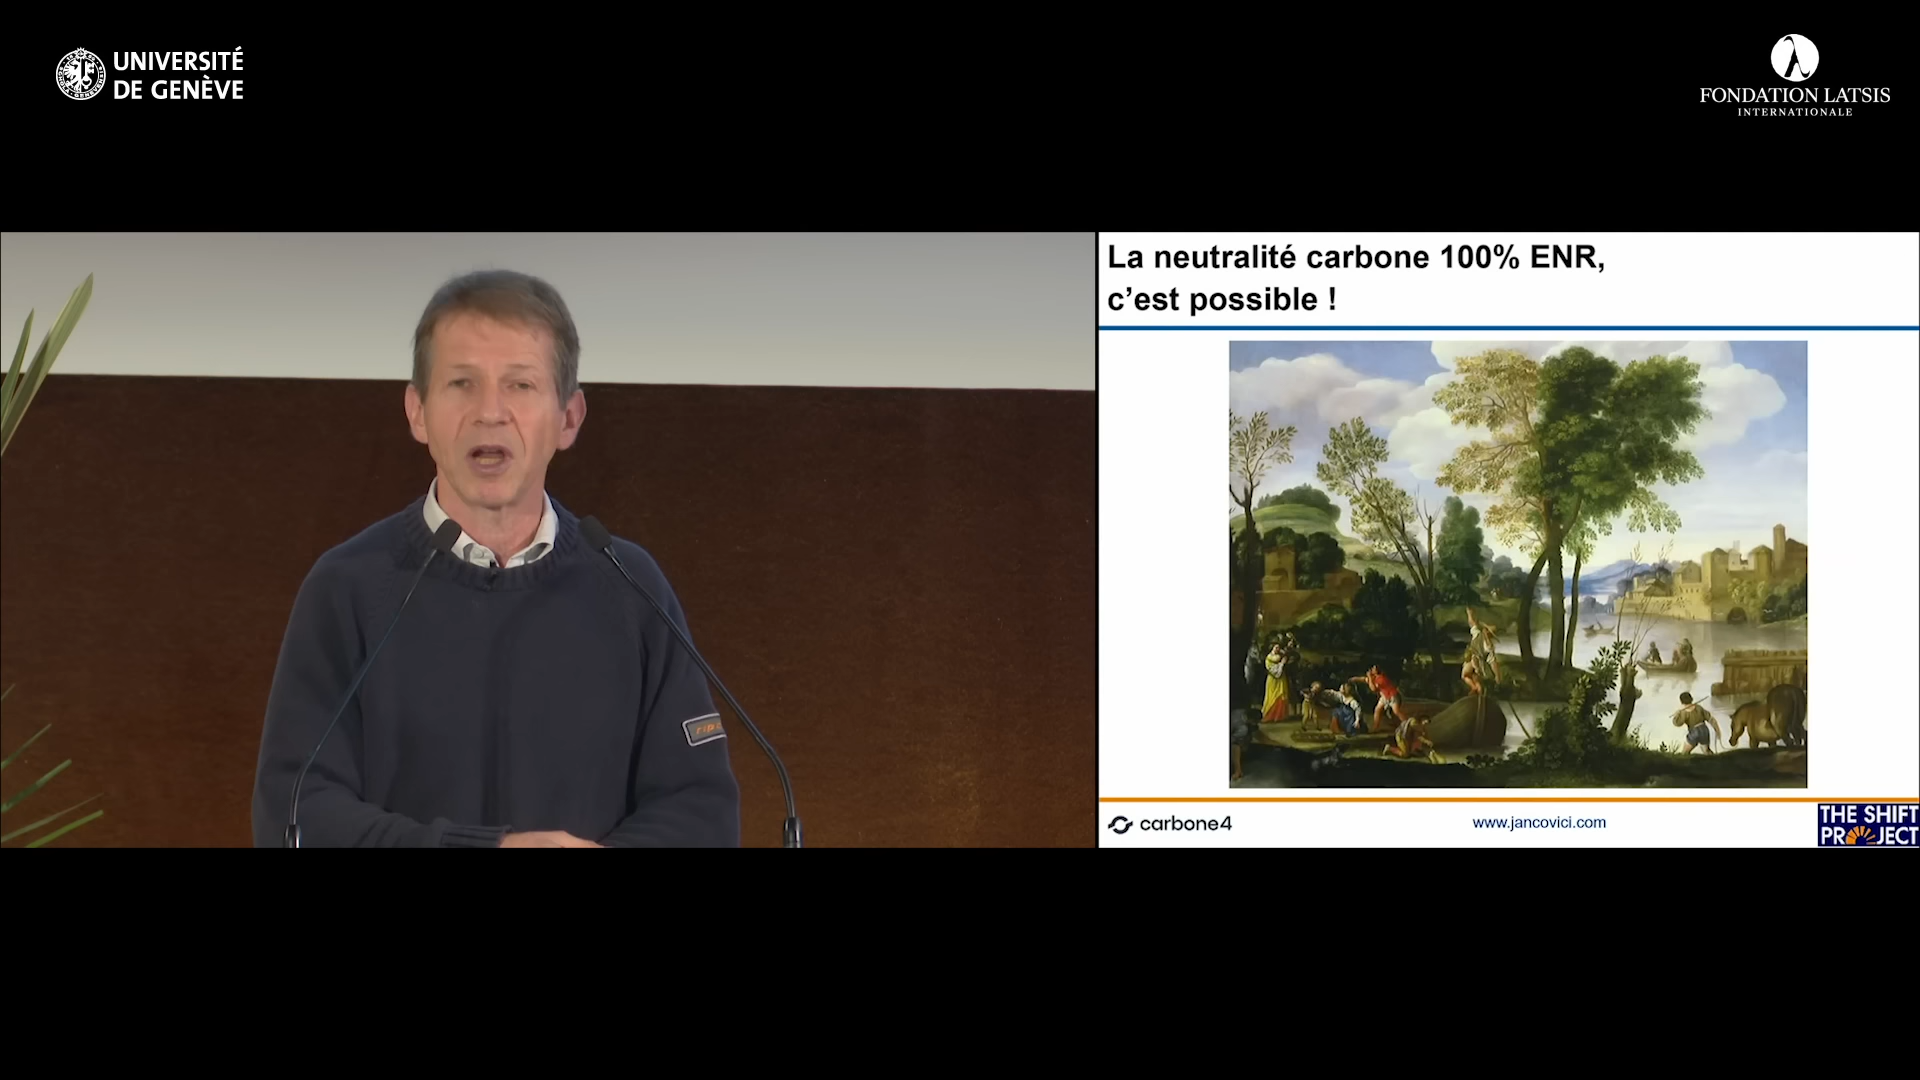 UNIVERSITÉ
DE GENÈVE
FONDATION LATSIS
INTERNATIONALE
La neutralité carbone 100% ENR,
c’est possible !
carbone4
www.jancovici.com
THE SHIFT
PROJECT